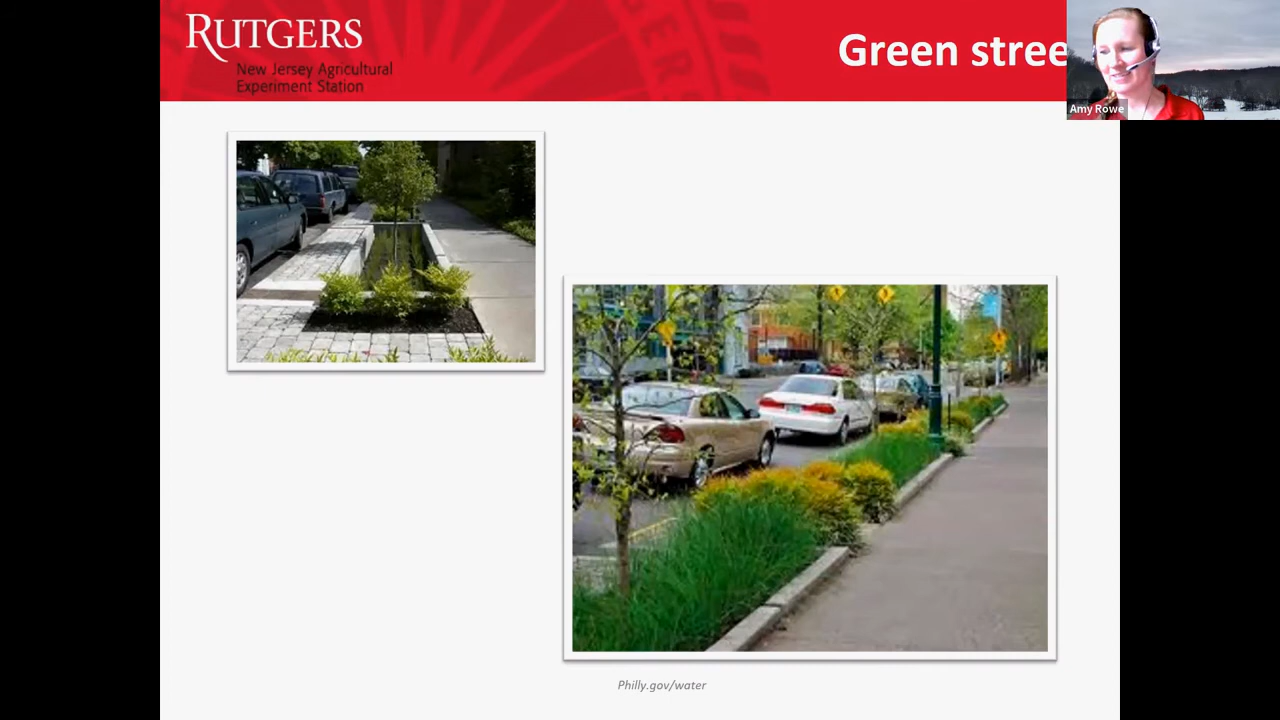 RUTGERS
New Jersey Agricultural
Experiment Station
Green stree
Amy Rowe
Philly.gov/water